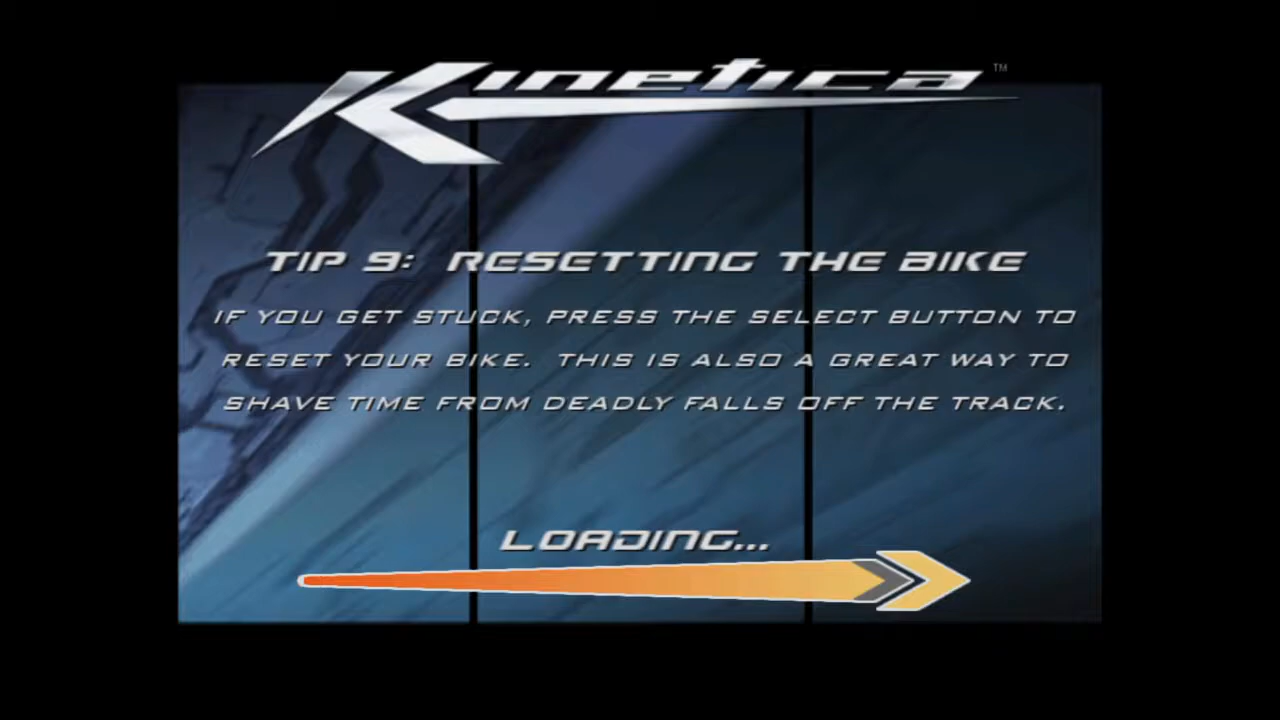 Kinetica™
TIP 9: RESETTING THE BIKE
IF YOU GET STUCK, PRESS THE SELECT BUTTON TO
RESET YOUR BIKE. THIS IS ALSO A GREAT WAY TO
SHAVE TIME FROM DEADLY FALLS OFF THE TRACK.
LOADING...